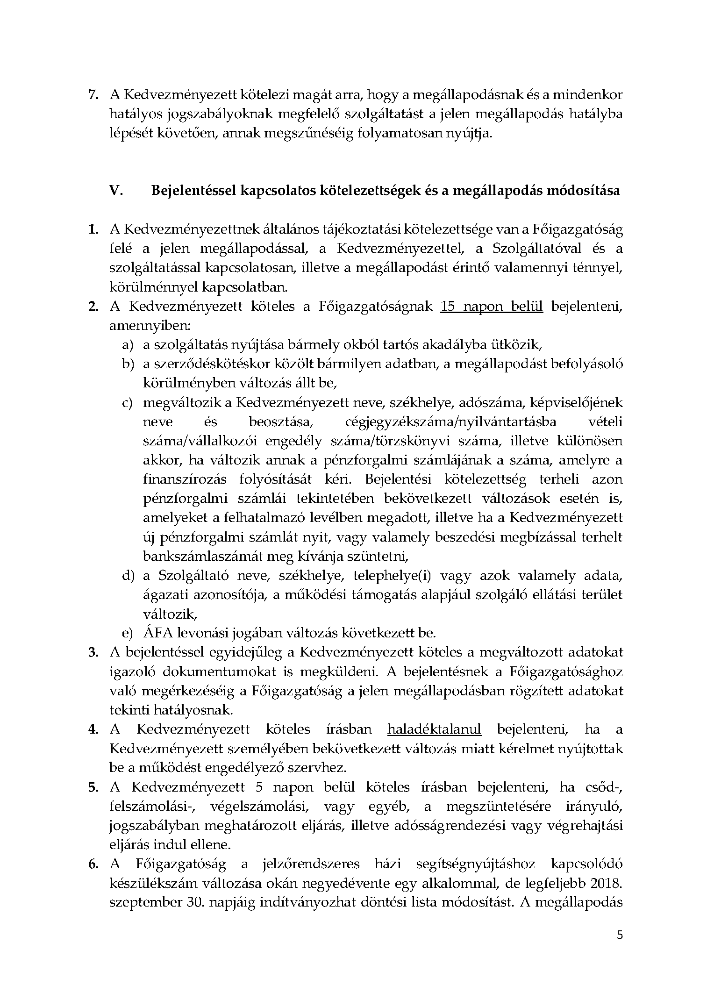 7. A Kedvezményezett kötelezi magát arra, hogy a megállapodásnak és a mindenkor
hatályos jogszabályoknak megfelelő szolgáltatást a jelen megállapodás hatályba
lépését követően, annak megszűnéséig folyamatosan nyújtja.
V. Bejelentéssel kapcsolatos kötelezettségek és a megállapodás módosítása
1. A Kedvezményezettnek általános tájékoztatási kötelezettsége van a Főigazgatóság
felé a jelen megállapodással, a Kedvezményezettel, a Szolgáltatóval és a
szolgáltatással kapcsolatosan, illetve a megállapodást érintő valamennyi ténnyel,
körülménnyel kapcsolatban.
2. A Kedvezményezett köteles a Főigazgatóságnak 15 napon belül bejelenteni,
amennyiben:
a) a szolgáltatás nyújtása bármely okból tartós akadályba ütközik,
b) a szerződéskötéskor közölt bármilyen adatban, a megállapodást befolyásoló
körülményben változás állt be,
c) megváltozik a Kedvezményezett neve, székhelye, adószáma, képviselőjének
neve és beosztása, cégjegyzékszáma/nyilvántartásba vételi
száma/vállalkozói engedély száma/törzskönyvi száma, illetve különösen
akkor, ha változik annak a pénzforgalmi számlájának a száma, amelyre a
finanszírozás folyósítását kéri. Bejelentési kötelezettség terheli azon
pénzforgalmi számlái tekintetében bekövetkezett változások esetén is,
amelyeket a felhatalmazó levélben megadott, illetve ha a Kedvezményezett
új pénzforgalmi számlát nyit, vagy valamely beszedési megbízással terhelt
bankszámlaszámát meg kívánja szüntetni,
d) a Szolgáltató neve, székhelye, telephelye(i) vagy azok valamely adata,
ágazati azonosítója, a működési támogatás alapjául szolgáló ellátási terület
változik,
e) ÁFA levonási jogában változás következett be.
3. A bejelentéssel egyidejűleg a Kedvezményezett köteles a megváltozott adatokat
igazoló dokumentumokat is megküldeni. A bejelentésnek a Főigazgatósághoz
való megérkezéséig a Főigazgatóság a jelen megállapodásban rögzített adatokat
tekinti hatályosnak.
4. A Kedvezményezett köteles írásban haladéktalanul bejelenteni, ha a
Kedvezményezett személyében bekövetkezett változás miatt kérelmet nyújtottak
be a működést engedélyező szervhez.
5. A Kedvezményezett 5 napon belül köteles írásban bejelenteni, ha csőd-,
felszámolási-, végelszámolási, vagy egyéb, a megszüntetésére irányuló,
jogszabályban meghatározott eljárás, illetve adósságrendezési vagy végrehajtási
eljárás indul ellene.
6. A Főigazgatóság a jelzőrendszeres házi segítségnyújtáshoz kapcsolódó
készülékszám változása okán negyedévente egy alkalommal, de legfeljebb 2018.
szeptember 30. napjáig indítványozhat döntési lista módosítást. A megállapodás
5